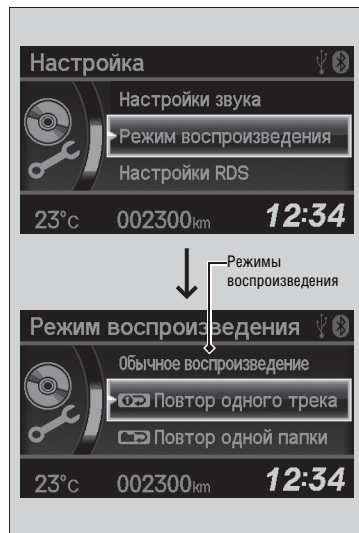 Настройка
Настройки звука
Режим воспроизведения
Настройки RDS
23°c 002300km 12:34
Режимы
воспроизведения
Режим воспроизведения
Обычное воспроизведение
Повтор одного трека
Повтор одной папки
23°c 002300km 12:34